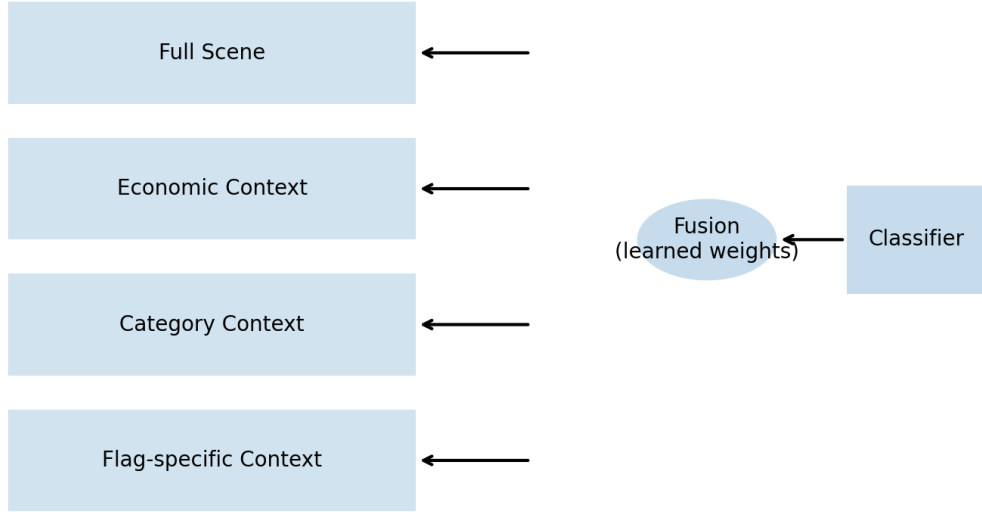 Full Scene
Economic Context
Category Context
Flag-specific Context
Fusion
(learned weights)
Classifier